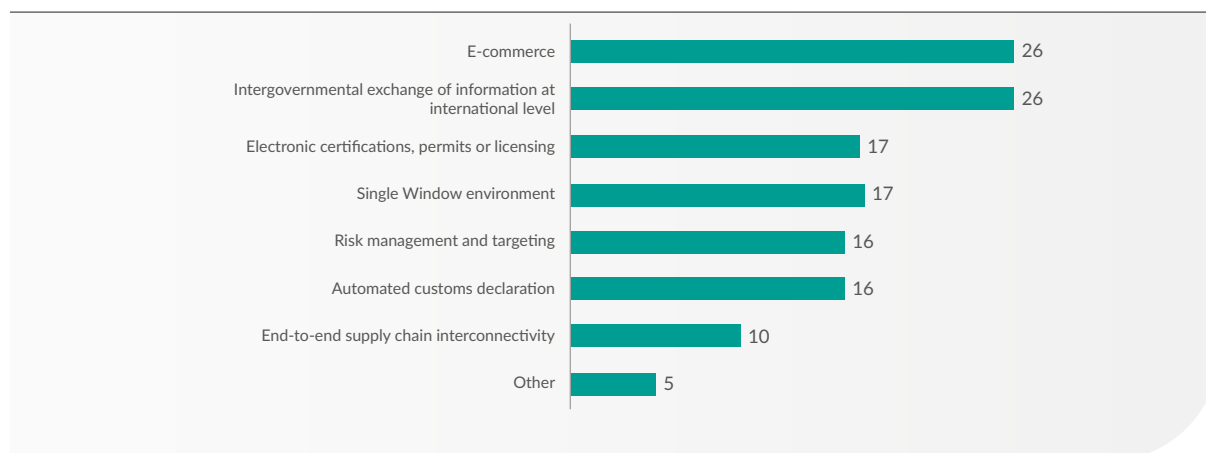 E-commerce
26
Intergovernmental exchange of information at
international level
26
Electronic certifications, permits or licensing
17
Single Window environment
17
Risk management and targeting
16
Automated customs declaration
16
End-to-end supply chain interconnectivity
10
Other
5